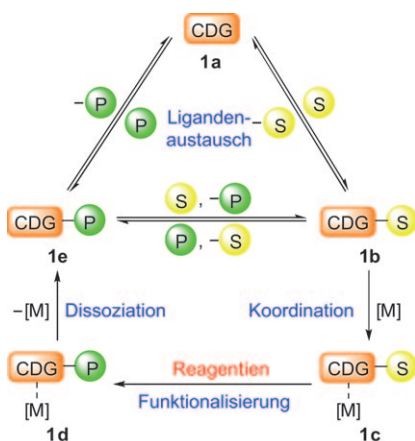 CDG
1a
–P
P
Liganden-
austausch
–S
S
CDG–P
1e
S, –P
P, –S
CDG–S
1b
–[M]
Dissoziation
Koordination
[M]
CDG–P
[M]
1d
Reagentien
Funktionalisierung
CDG–S
[M]
1c